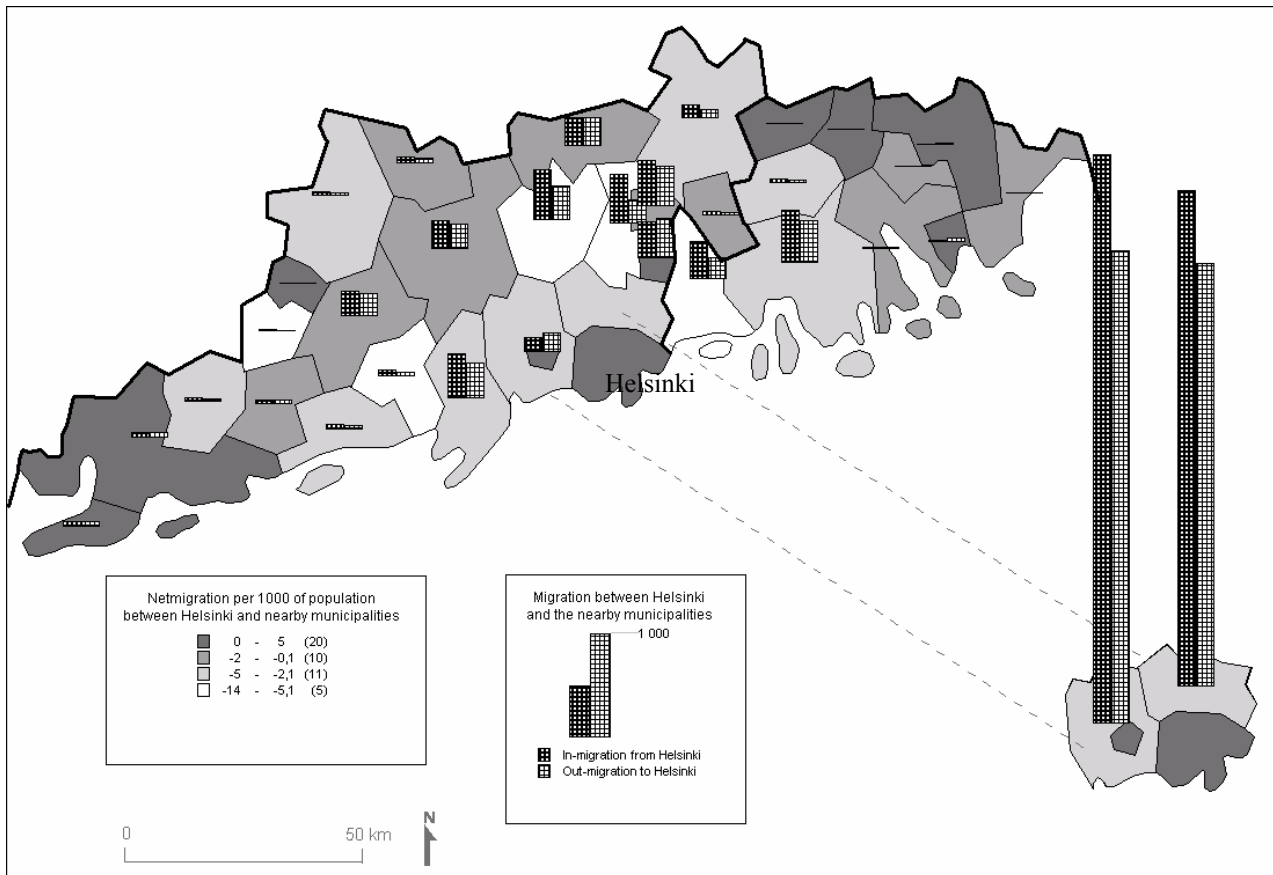 Helsınki
Netmigration per 1000 of population
between Helsinki and nearby municipalities
0 - 5 (20)
-2 - -0,1 (10)
-5 - -2,1 (11)
-14 - -5,1 (5)
Migration between Helsinki
and the nearby municipalities
1 000
In-migration from Helsinki
Out-migration to Helsinki
0 50 km
N